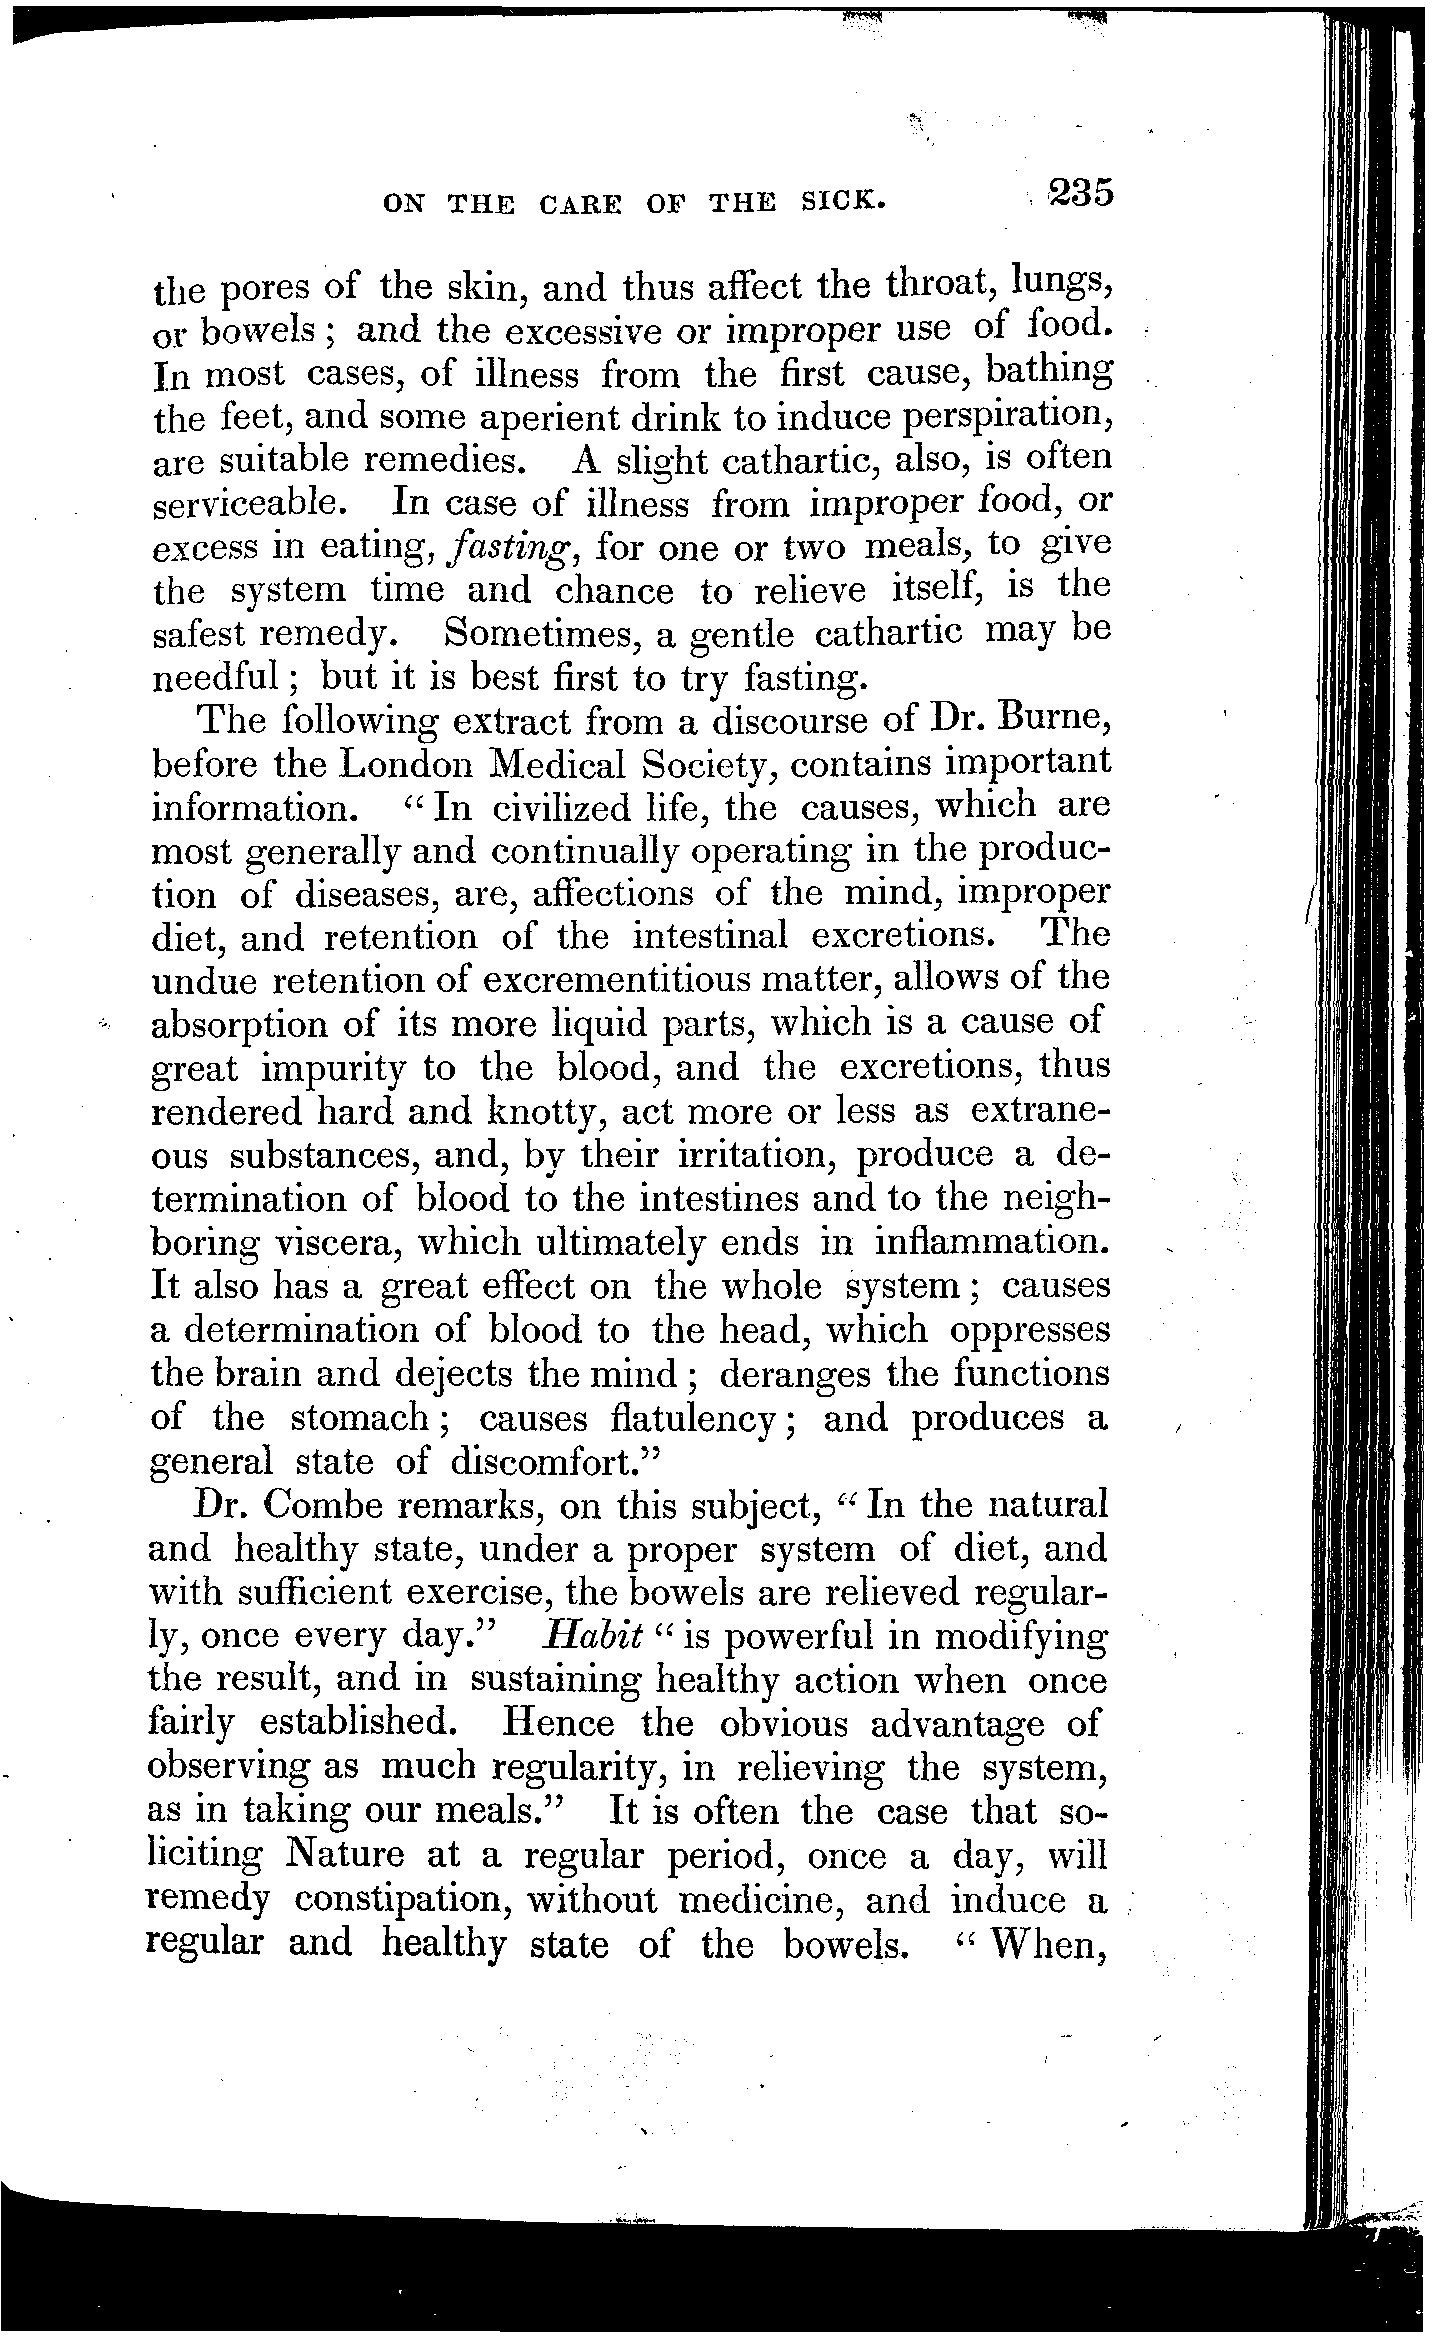 ON THE CARE OF THE SICK. 235
the pores of the skin, and thus affect the throat, lungs,
or bowels; and the excessive or improper use of food.
In most cases, of illness from the first cause, bathing
the feet, and some aperient drink to induce perspiration,
are suitable remedies. A slight cathartic, also, is often
serviceable. In case of illness from improper food, or
excess in eating, fasting, for one or two meals, to give
the system time and chance to relieve itself, is the
safest remedy. Sometimes, a gentle cathartic may be
needful; but it is best first to try fasting.
The following extract from a discourse of Dr. Burne,
before the London Medical Society, contains important
information. “In civilized life, the causes, which are
most generally and continually operating in the produc-
tion of diseases, are, affections of the mind, improper
diet, and retention of the intestinal excretions. The
undue retention of excrementitious matter, allows of the
absorption of its more liquid parts, which is a cause of
great impurity to the blood, and the excretions, thus
rendered hard and knotty, act more or less as extrane-
ous substances, and, by their irritation, produce a de-
termination of blood to the intestines and to the neigh-
boring viscera, which ultimately ends in inflammation.
It also has a great effect on the whole system; causes
a determination of blood to the head, which oppresses
the brain and dejects the mind; deranges the functions
of the stomach; causes flatulency; and produces a
general state of discomfort.”
Dr. Combe remarks, on this subject, “In the natural
and healthy state, under a proper system of diet, and
with sufficient exercise, the bowels are relieved regular-
ly, once every day.” Habit “is powerful in modifying
the result, and in sustaining healthy action when once
fairly established. Hence the obvious advantage of
observing as much regularity, in relieving the system,
as in taking our meals.” It is often the case that so-
liciting Nature at a regular period, once a day, will
remedy constipation, without medicine, and induce a
regular and healthy state of the bowels. “When,